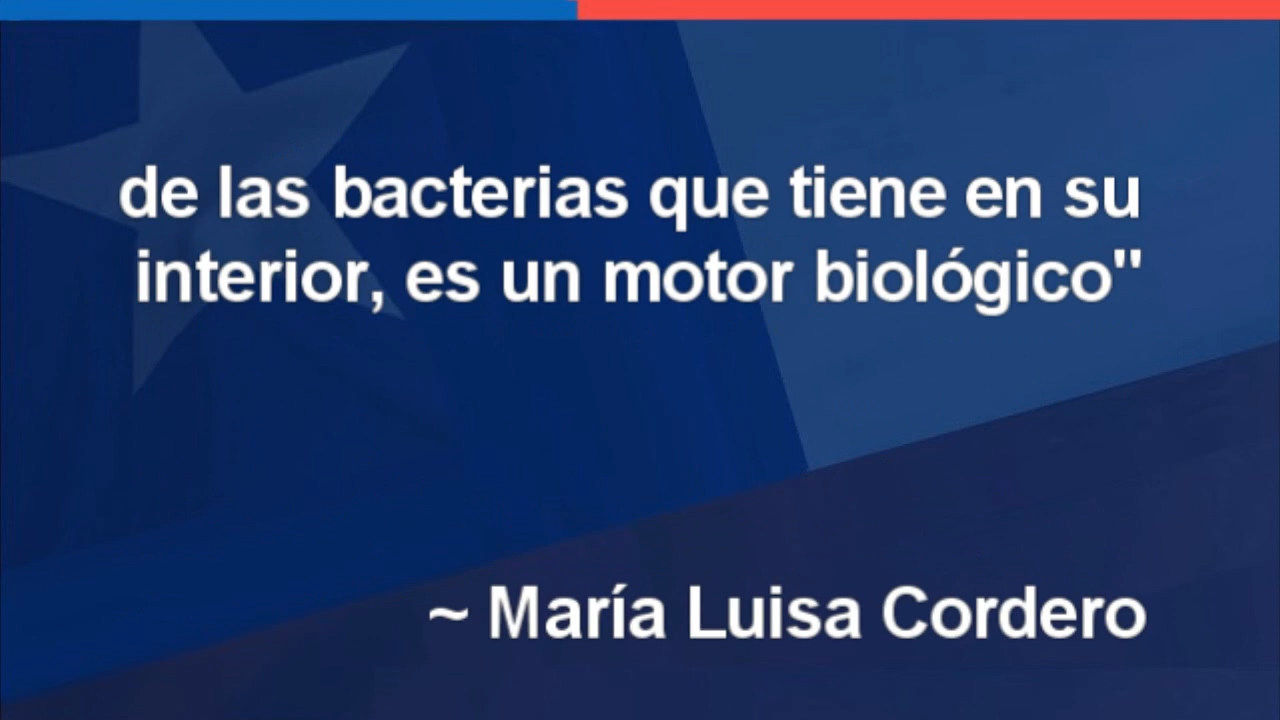 de las bacterias que tiene en su
interior, es un motor biológico"
~ María Luisa Cordero